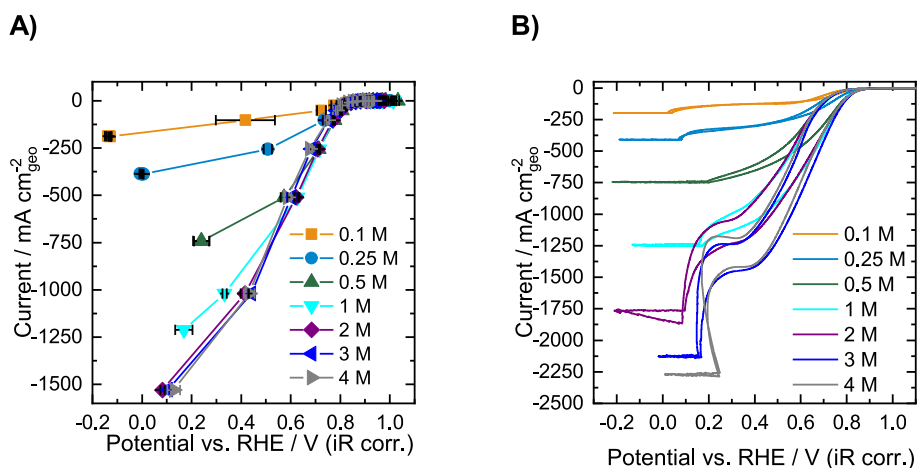 A)
B)
0
-250
-500
-750
-1000
-1250
-1500
-0.2 0.0 0.2 0.4 0.6 0.8 1.0
Current / mA cm-2geo
Potential vs. RHE / V (iR corr.)
0.1 M
0.25 M
0.5 M
1 M
2 M
3 M
4 M
0
-250
-500
-750
-1000
-1250
-1500
-1750
-2000
-2250
-2500
-0.2 0.0 0.2 0.4 0.6 0.8 1.0
Current / mA cm-2geo
Potential vs. RHE / V (iR corr.)
0.1 M
0.25 M
0.5 M
1 M
2 M
3 M
4 M